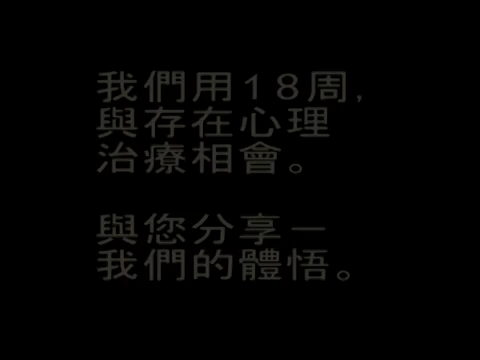 我們用18周,
與存在心理
治療相會。
與您分享－
我們的體悟。